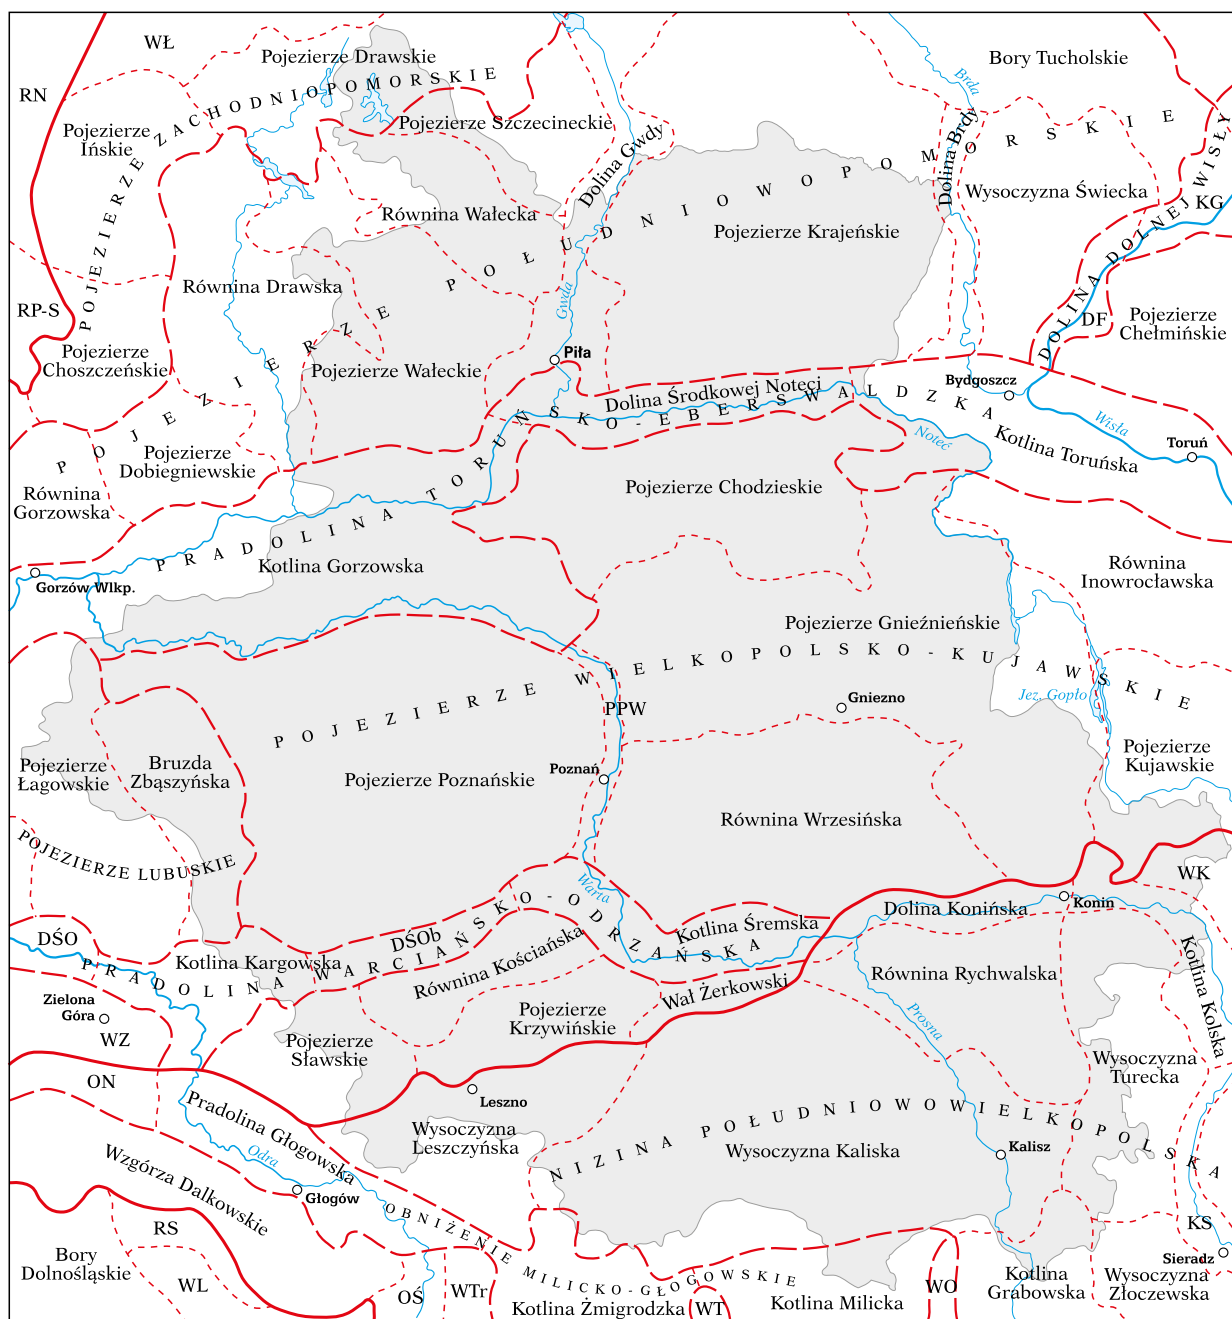 WŁ
Pojezierze Drawskie
Bory Tucholskie
RN
POJEZIERZE ZACHODNIOPOMORSKIE
Brda
Pojezierze
Ińskie
Pojezierze Szczecineckie
Dolina Gwdy
Dolina Brdy
POJEZIERZE POŁUDNIOWOPOMORSKIE
DOLINA DOLNEJ WISŁY
Wysoczyzna Świecka
KG
Równina Wałecka
Pojezierze Krajeńskie
Równina Drawska
Gwda
RP-S
DF
Pojezierze
Chełmińskie
Pojezierze
Choszczeńskie
Piła
Pojezierze Wałeckie
Dolina Środkowej Noteci
Bydgoszcz
PRADOLINA TORUŃSKO-EBERSWALDZKA
Wisła
Noteć
Kotlina Toruńska
Toruń
Pojezierze
Dobiegniewskie
Równina
Gorzowska
Pojezierze Chodzieskie
Kotlina Gorzowska
Gorzów Wlkp.
Równina
Inowrocławska
Pojezierze Gnieźnieńskie
POJEZIERZE WIELKOPOLSKO-KUJAWSKIE
Jez. Gopło
Gniezno
PPW
Pojezierze
Łagowskie
Bruzda
Zbąszyńska
Pojezierze Poznańskie
Poznań
Pojezierze
Kujawskie
Równina Wrzesińska
POJEZIERZE LUBUSKIE
WK
Warta
Dolina Konińska
Konin
DŚO
DŚOb
Kotlina Śremska
PRADOLINA WARCIAŃSKO-ODRZAŃSKA
Kotlina Kargowska
Równina Kościańska
Wał Żerkowski
Równina Rychwalska
Kotlina Kolska
Zielona
Góra
WZ
Pojezierze
Krzywińskie
Prosna
Pojezierze
Sławskie
Wysoczyzna
Turecka
ON
Leszno
Pradolina Głogowska
Wysoczyzna
Leszczyńska
NIZINA POŁUDNIOWOWIELKOPOLSKA
Wysoczyzna Kaliska
Kalisz
Odra
Wzgórza Dalkowskie
Głogów
OBNIŻENIE MILICKO-GŁOGOWSKIE
RS
KS
Sieradz
Bory
Dolnośląskie
WL
OŚ
WTr
Kotlina Żmigrodzka
WT
Kotlina Milicka
WO
Kotlina
Grabowska
Wysoczyzna
Złoczewska